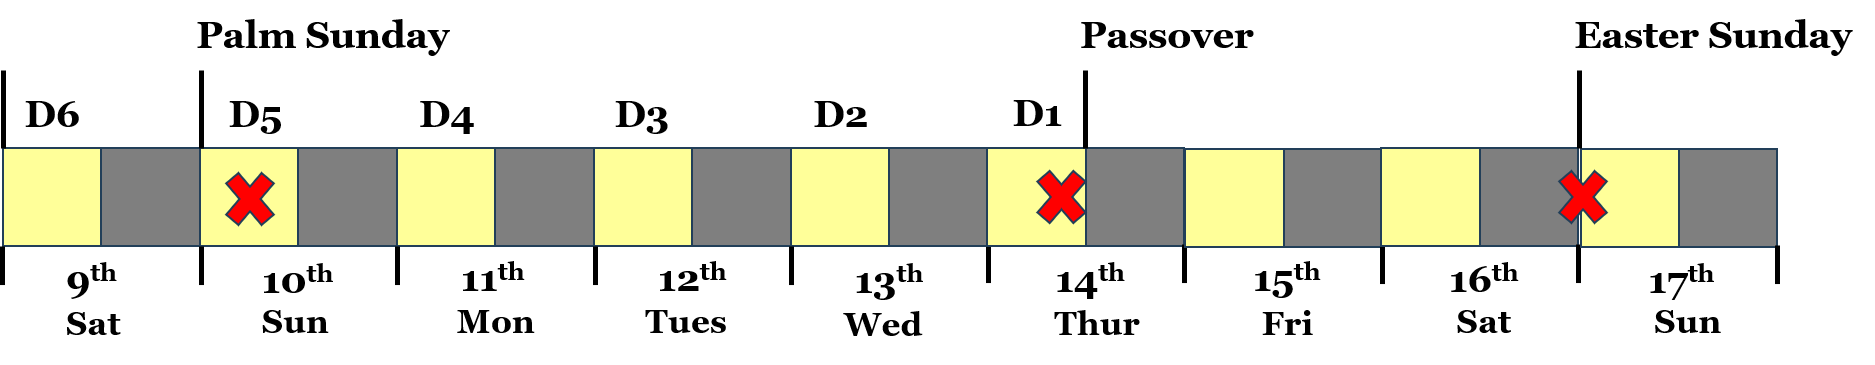 Palm Sunday Passover Easter Sunday
D6 D5 D4 D3 D2 D1
9th 10th 11th 12th 13th 14th 15th 16th 17th
Sat Sun Mon Tues Wed Thur Fri Sat Sun